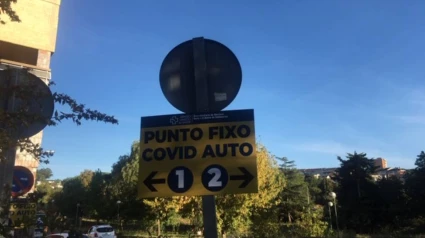 PUNTO FIXO
COVID AUTO
1 2